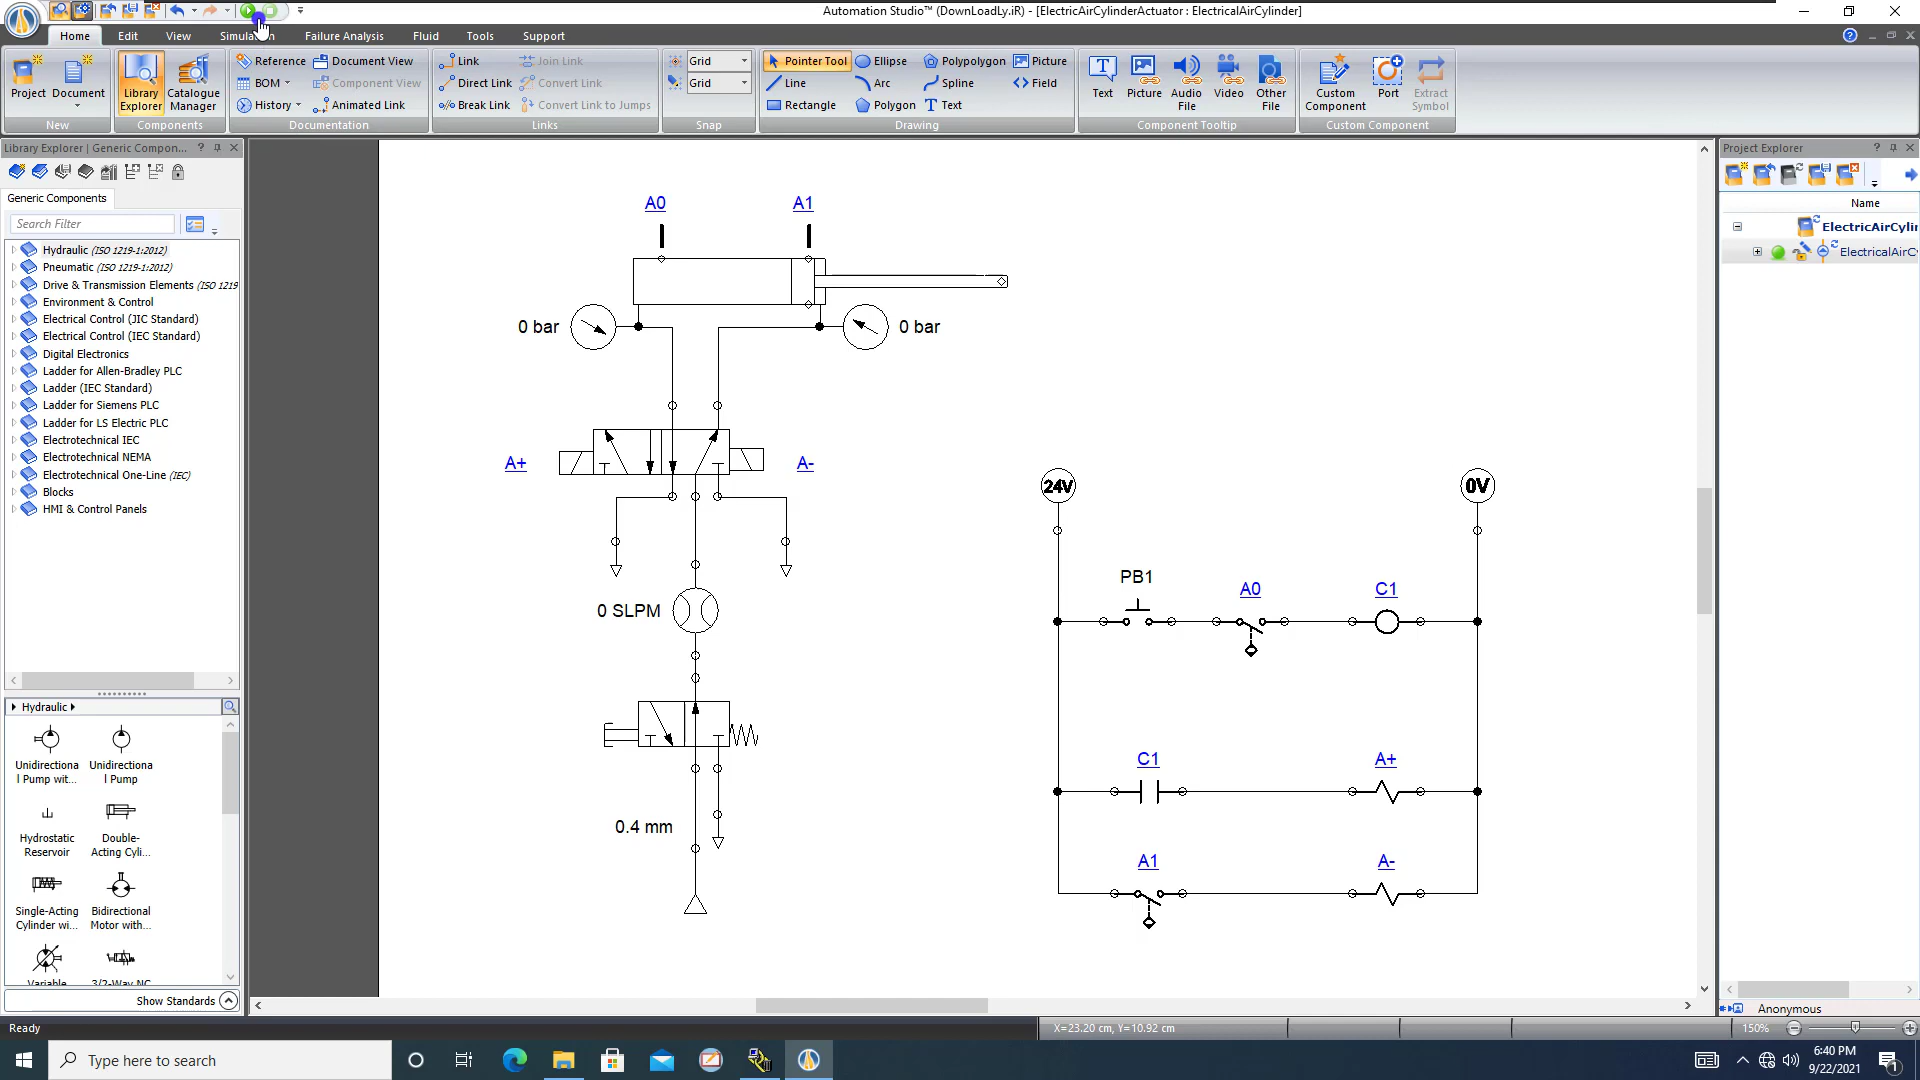 Automation Studio™ (DownLoadLy.iR) - [ElectricAirCylinderActuator : ElectricalAirCylinder]
Home Edit View Simulation Failure Analysis Fluid Tools Support
Project Document
New
Library Explorer Catalogue Manager
Components
Reference Document View
BOM Component View
History Animated Link
Documentation
Link Join Link
Direct Link Convert Link
Break Link Convert Link to Jumps
Links
Grid
Grid
Snap
Pointer Tool Ellipse Polypolygon Picture
Line Arc Spline Field
Rectangle Polygon Text
Drawing
Text Picture Audio File Video Other File
Component Tooltip
Custom Component Port Extract Symbol
Custom Component
Library Explorer | Generic Compon...
Generic Components
Search Filter
Hydraulic (ISO 1219-1:2012)
Pneumatic (ISO 1219-1:2012)
Drive & Transmission Elements (ISO 1219
Environment & Control
Electrical Control (JIC Standard)
Electrical Control (IEC Standard)
Digital Electronics
Ladder for Allen-Bradley PLC
Ladder (IEC Standard)
Ladder for Siemens PLC
Ladder for LS Electric PLC
Electrotechnical IEC
Electrotechnical NEMA
Electrotechnical One-Line (IEC)
Blocks
HMI & Control Panels
Hydraulic
Unidirectiona l Pump wit... Unidirectiona l Pump
Hydrostatic Reservoir Double-Acting Cyli...
Single-Acting Cylinder wi... Bidirectional Motor with...
Variable 3/2-Way NC
Show Standards
A0 A1
0 bar 0 bar
A+ A-
0 SLPM
0.4 mm
24V 0V
PB1 A0 C1
C1 A+
A1 A-
Project Explorer
Name
ElectricAirCylin
ElectricalAirC
Anonymous
Ready X=23.20 cm, Y=10.92 cm 150%
Type here to search
6:40 PM
9/22/2021
1